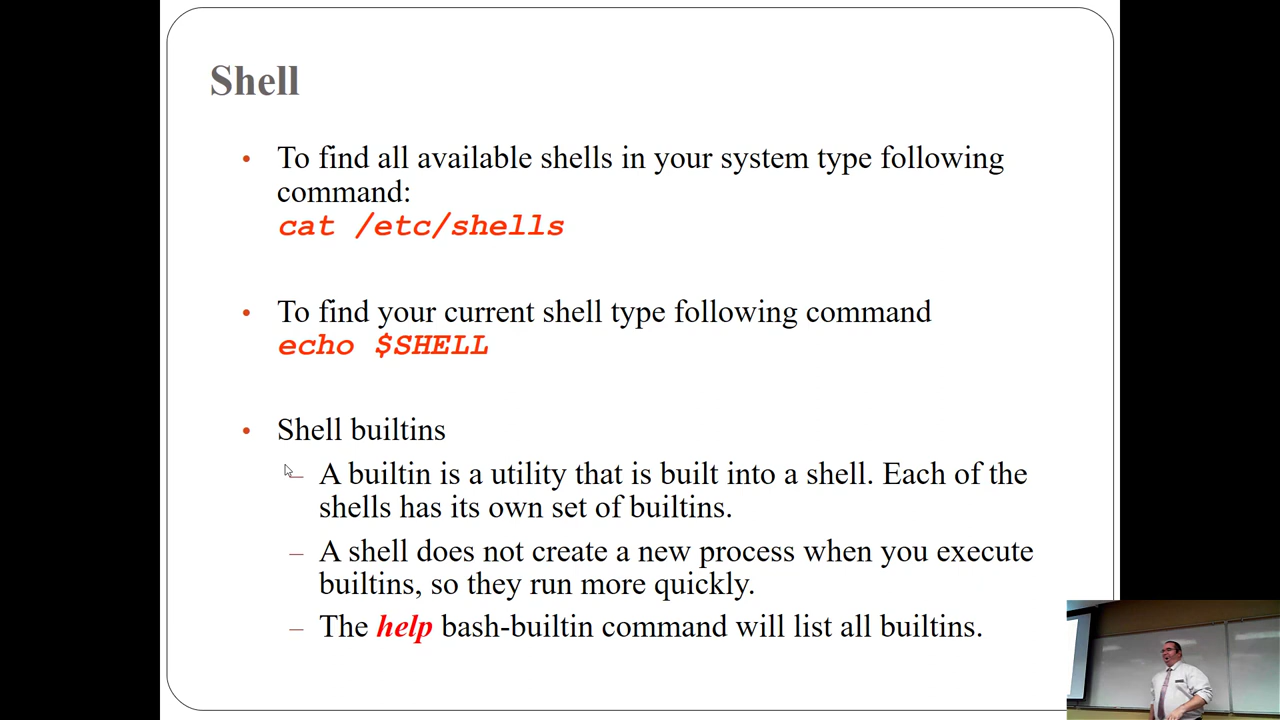 Shell
• To find all available shells in your system type following
command:
cat /etc/shells
• To find your current shell type following command
echo $SHELL
• Shell builtins
– A builtin is a utility that is built into a shell. Each of the
shells has its own set of builtins.
– A shell does not create a new process when you execute
builtins, so they run more quickly.
– The help bash-builtin command will list all builtins.